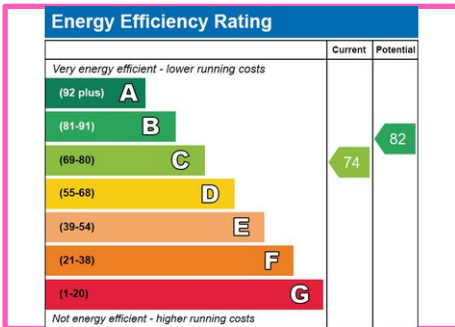 Energy Efficiency Rating
Current Potential
Very energy efficient - lower running costs
(92 plus) A
(81-91) B
82
(69-80) C
74
(55-68) D
(39-54) E
(21-38) F
(1-20) G
Not energy efficient - higher running costs